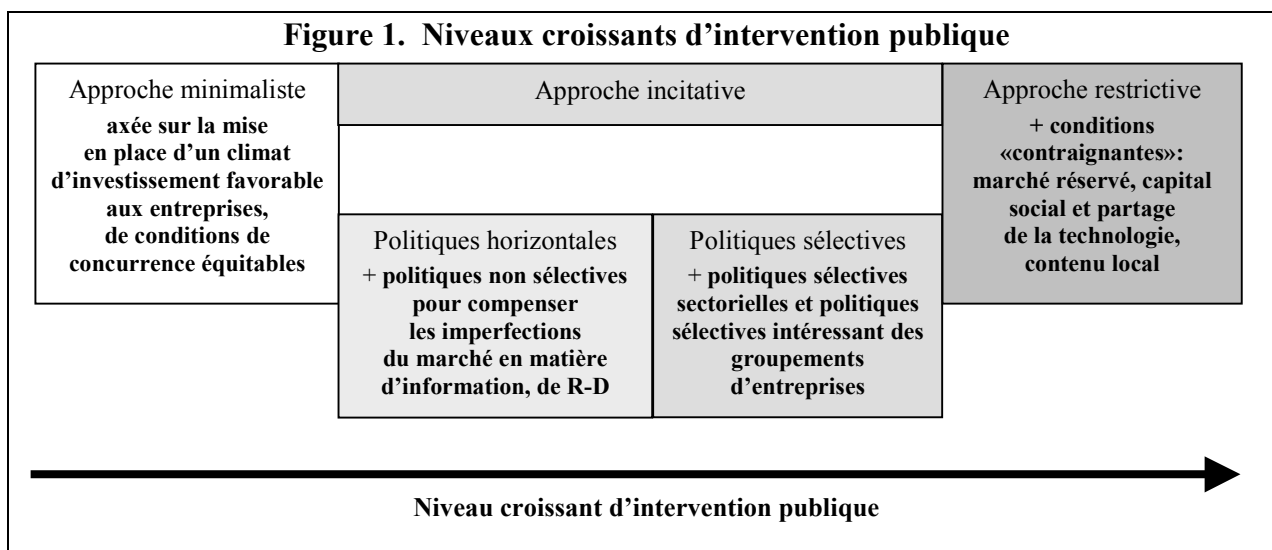 Figure 1. Niveaux croissants d’intervention publique
Approche minimaliste
axée sur la mise
en place d’un climat
d’investissement favorable
aux entreprises,
de conditions de
concurrence équitables
Approche incitative
Politiques horizontales
+ politiques non sélectives
pour compenser
les imperfections
du marché en matière
d’information, de R-D
Politiques sélectives
+ politiques sélectives
sectorielles et politiques
sélectives intéressant des
groupements
d’entreprises
Approche restrictive
+ conditions
«contraignantes»:
marché réservé, capital
social et partage
de la technologie,
contenu local
Niveau croissant d’intervention publique